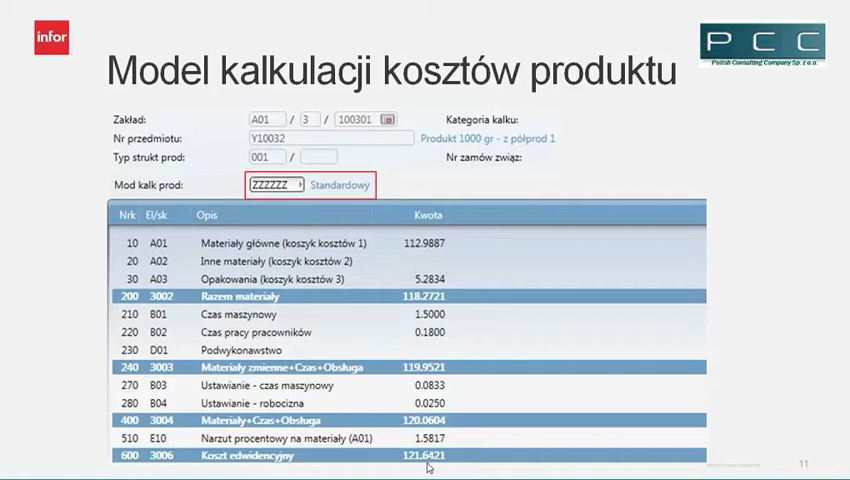 infor
PCC
Polish Consulting Company Sp. z o.o.
Model kalkulacji kosztów produktu
Zakład: A01 / 3 / 100301 Kategoria kalku:
Nr przedmiotu: Y10032 Produkt 1000 gr - z półprod 1
Typ strukt prod: 001 / Nr zamów związ:
Mod kalk prod: ZZZZZZ Standardowy
Nrk El/sk Opis Kwota
10 A01 Materiały główne (koszyk kosztów 1) 112.9887
20 A02 Inne materiały (koszyk kosztów 2)
30 A03 Opakowania (koszyk kosztów 3) 5.2834
200 3002 Razem materiały 118.2721
210 B01 Czas maszynowy 1.5000
220 B02 Czas pracy pracowników 0.1800
230 D01 Podwykonawstwo
240 3003 Materiały zmienne+Czas+Obsługa 119.9521
270 B03 Ustawianie - czas maszynowy 0.0833
280 B04 Ustawianie - robocizna 0.0250
400 3004 Materiały+Czas+Obsługa 120.0604
510 E10 Narzut procentowy na materiały (A01) 1.5817
600 3006 Koszt edwidencyjny 121.6421
11